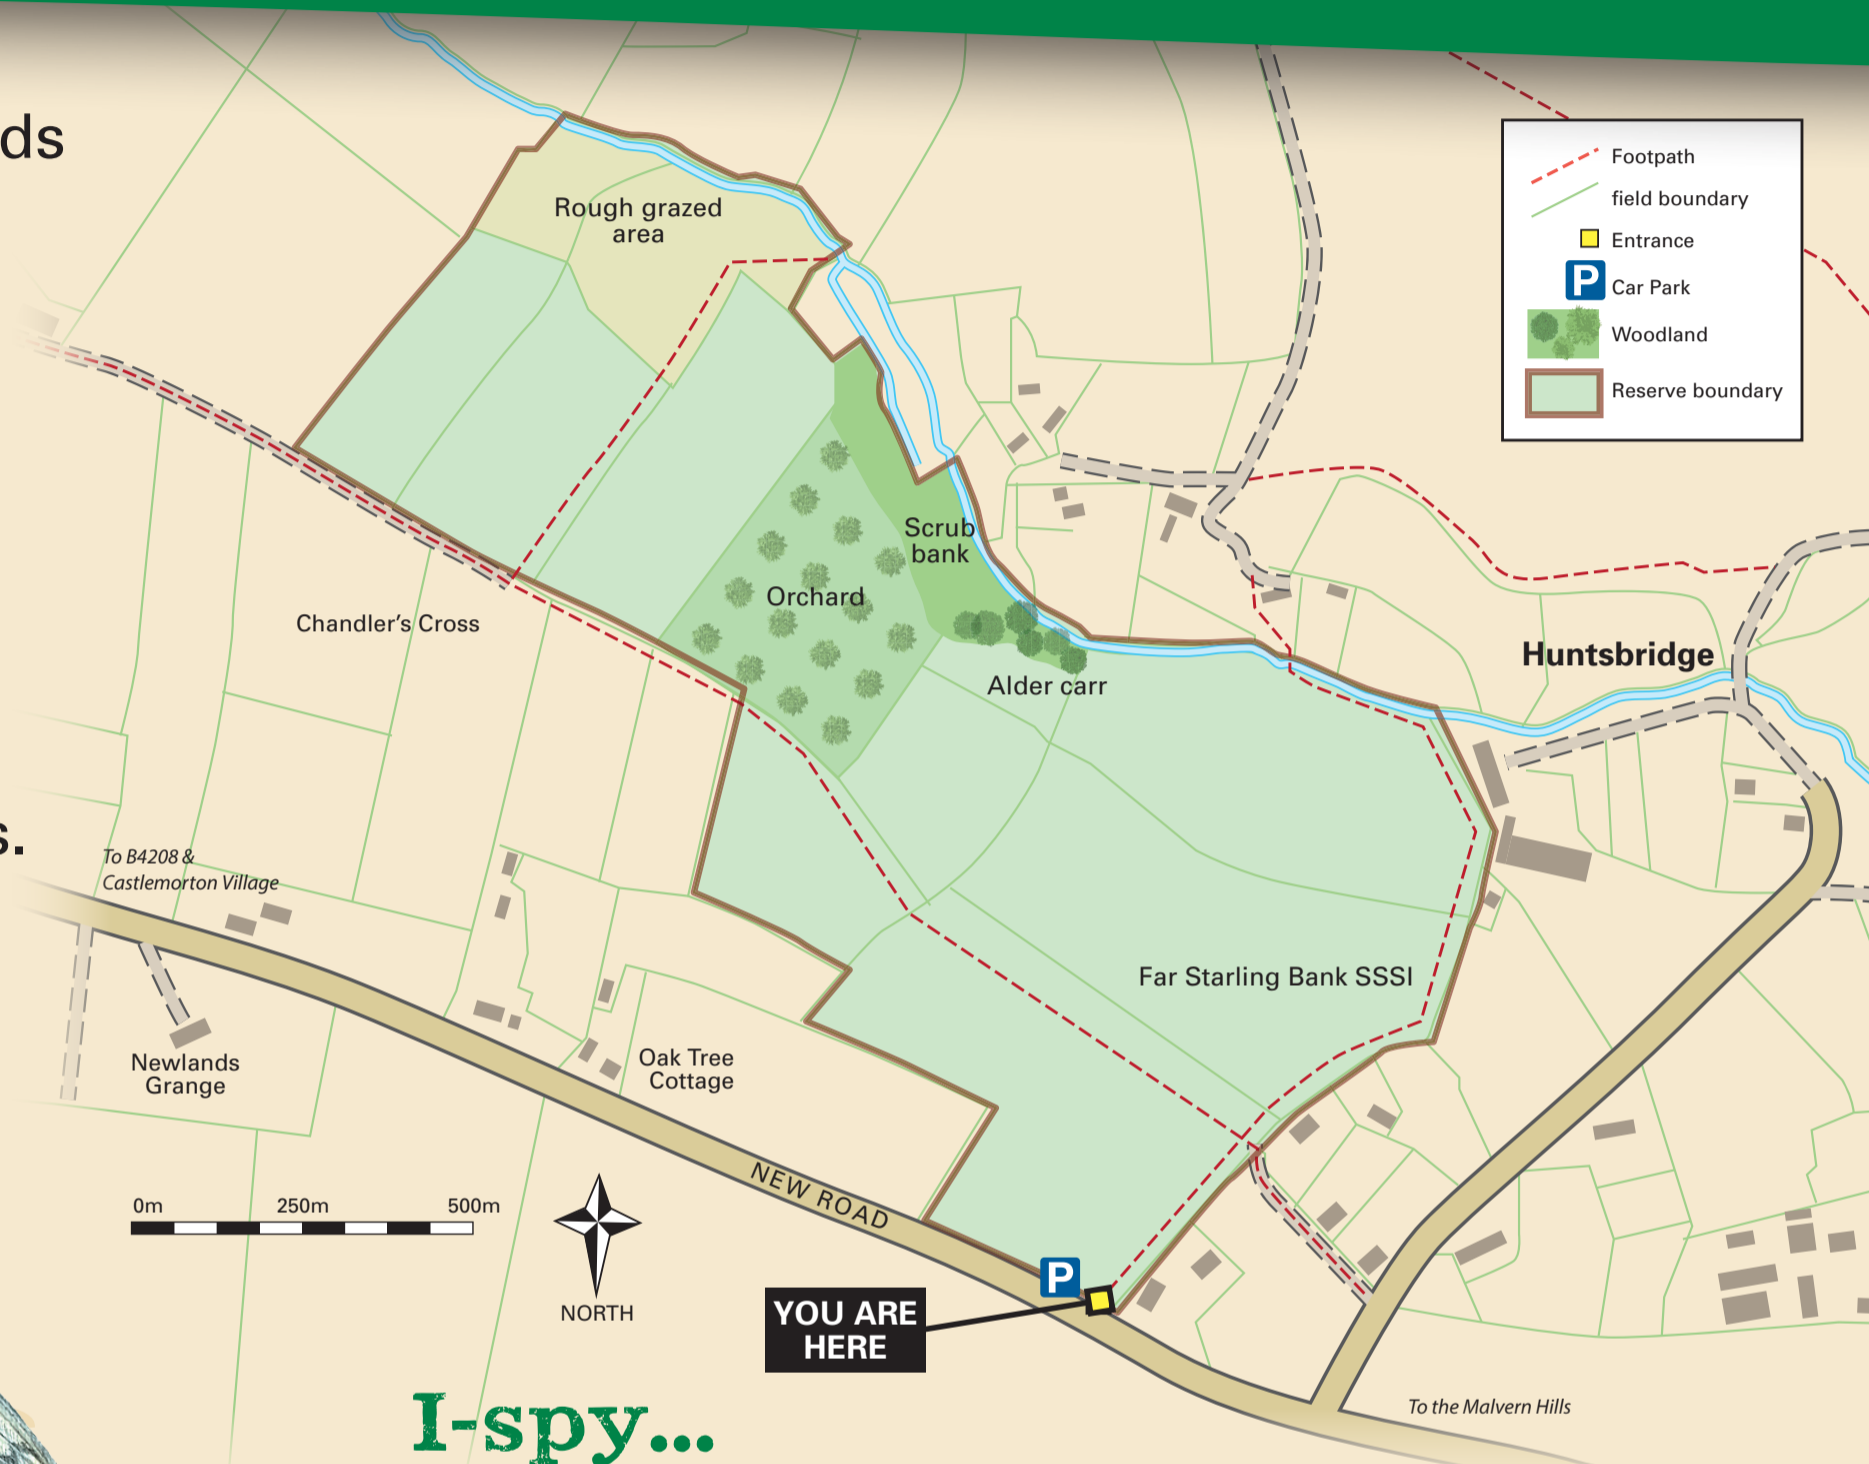 ds
Footpath
field boundary
Entrance
P Car Park
Woodland
Reserve boundary
Rough grazed
area
Scrub
bank
Orchard
Chandler's Cross
Alder carr
Huntsbridge
s.
To B4208 &
Castlemorton Village
Far Starling Bank SSSI
Newlands
Grange
Oak Tree
Cottage
NEW ROAD
0m 250m 500m
NORTH
P
YOU ARE
HERE
To the Malvern Hills
I-spy...